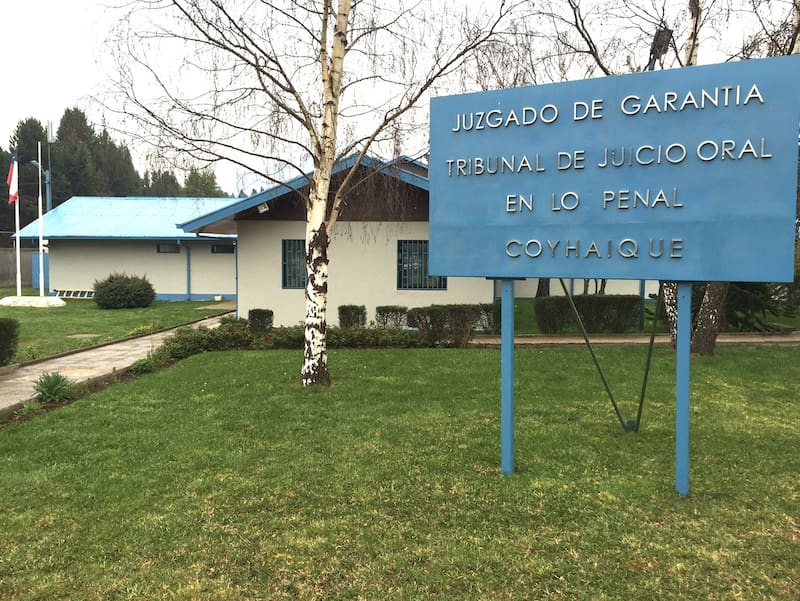 JUZGADO DE GARANTIA
TRIBUNAL DE JUICIO ORAL
EN LO PENAL
COYHAIQUE